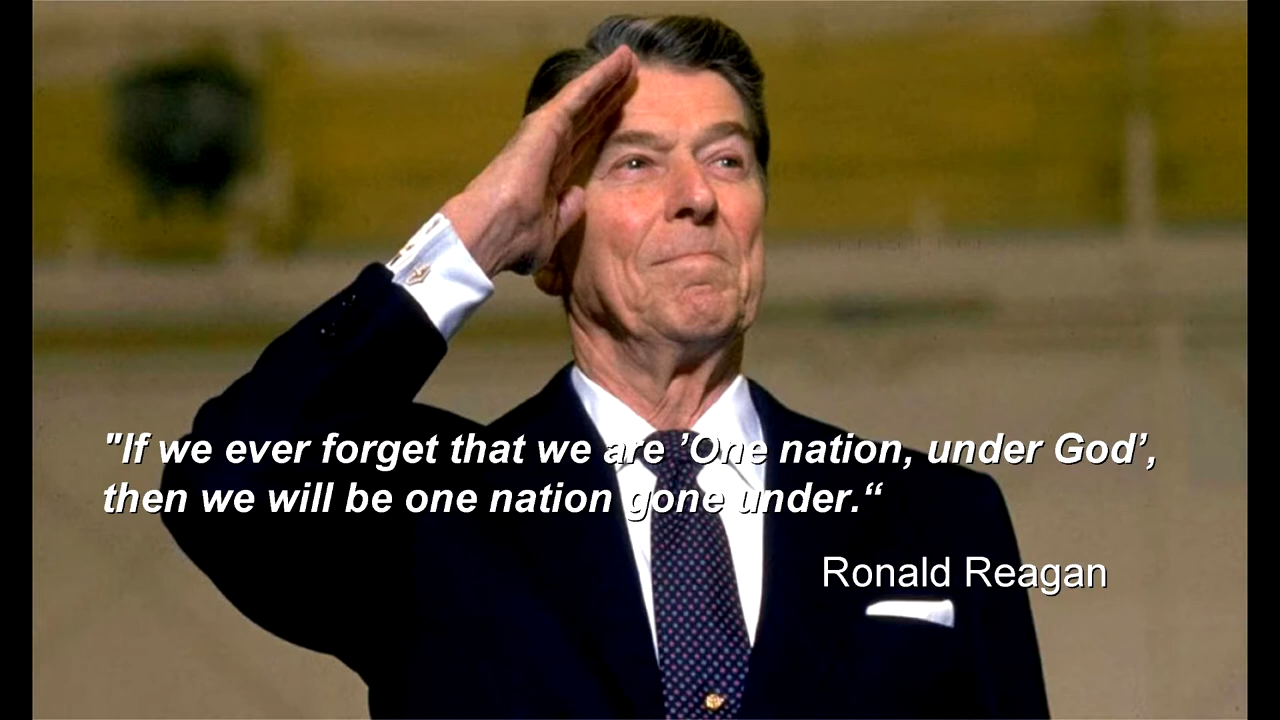 "If we ever forget that we are ’One nation, under God’,
then we will be one nation gone under.“
Ronald Reagan